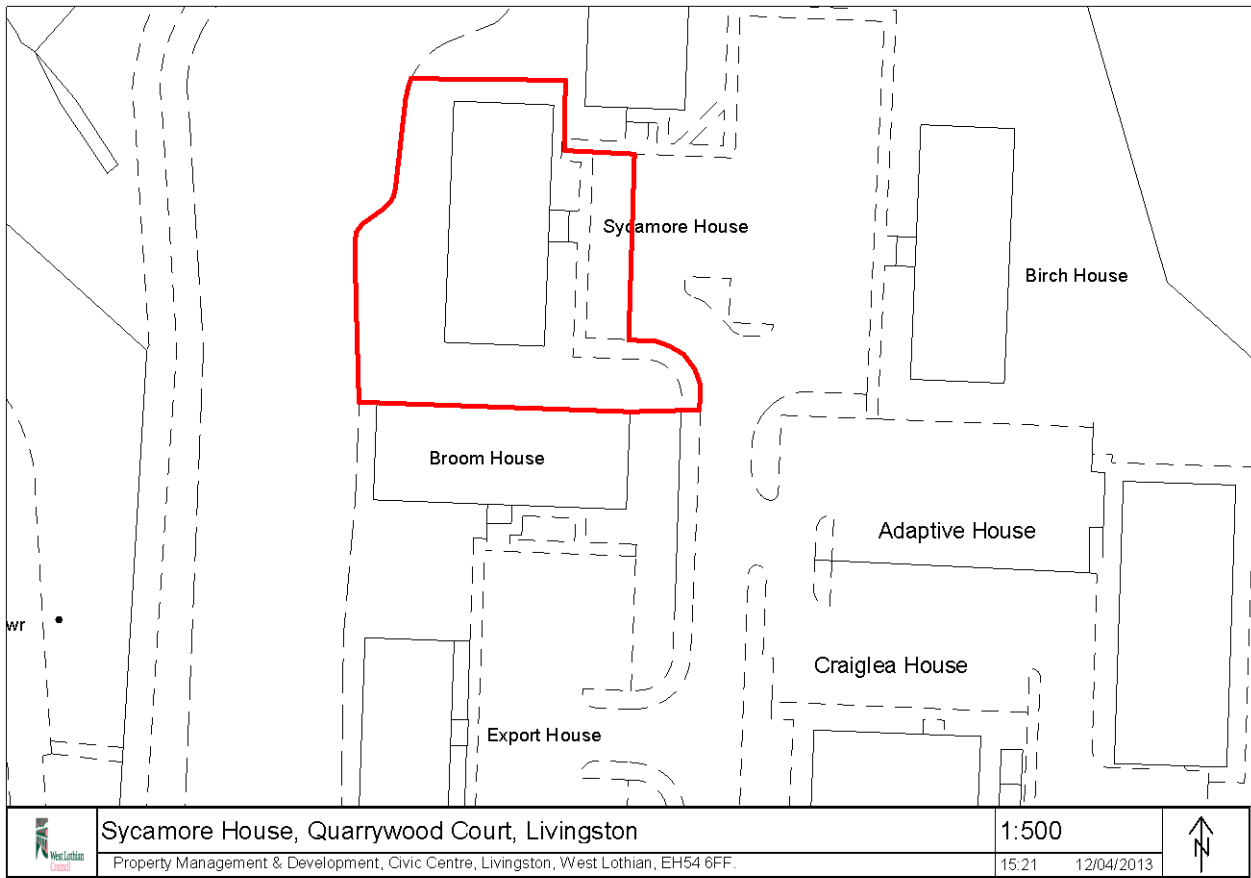 Sycamore House
Birch House
Broom House
Adaptive House
wr
Craiglea House
Export House
West Lothian
Council
Sycamore House, Quarrywood Court, Livingston
1:500
N
Property Management & Development, Civic Centre, Livingston, West Lothian, EH54 6FF.
15:21 12/04/2013